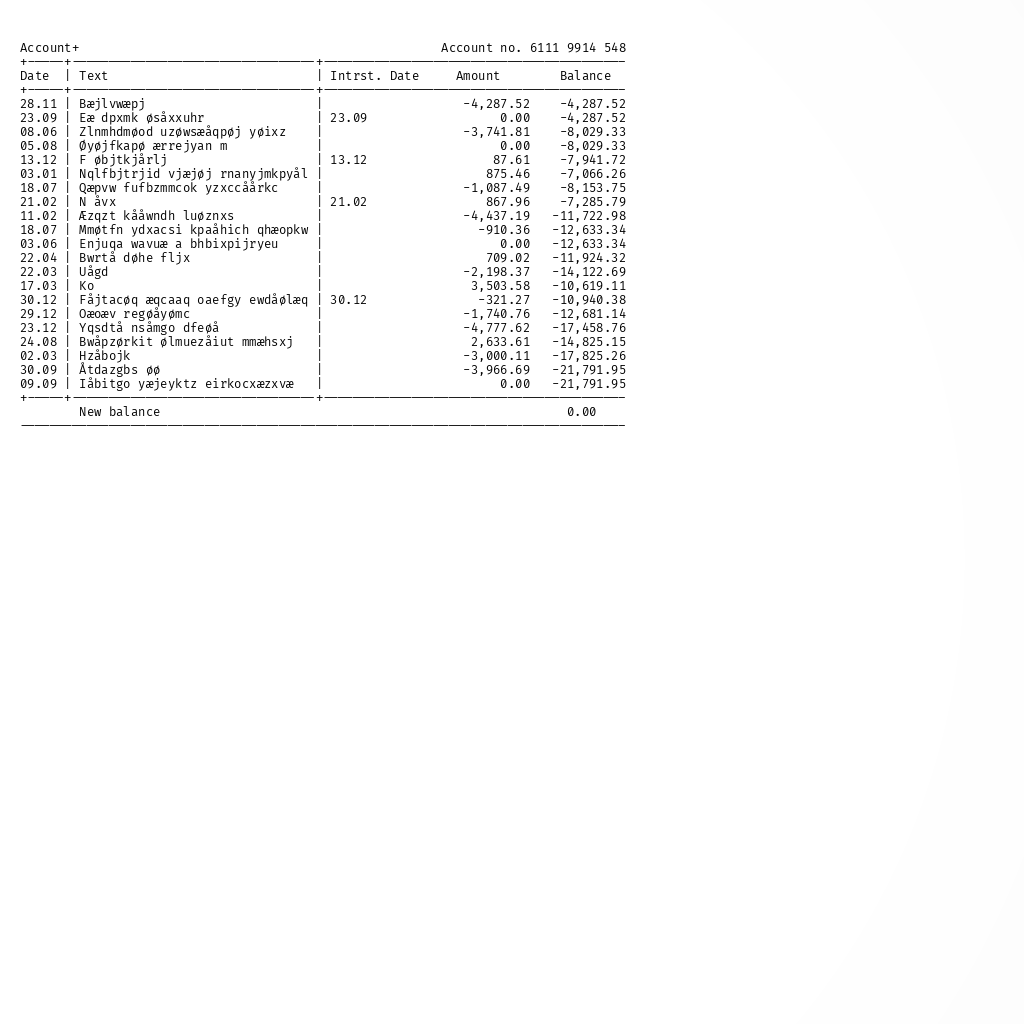 Account+ Account no. 6111 9914 548
Date | Text | Intrst. Date Amount Balance
28.11 | Bæjlvwæpj | -4,287.52 -4,287.52
23.09 | Eæ dpxmk øsåxxuhr | 23.09 0.00 -4,287.52
08.06 | Zlnmhdmøod uzøwsæåqpøj yøixz | -3,741.81 -8,029.33
05.08 | Øyøjfkapø ærrejyan m | 0.00 -8,029.33
13.12 | F øbjtkjårlj | 13.12 87.61 -7,941.72
03.01 | Nqlfbjtrjid vjæjøj rnanyjmkpyål | 875.46 -7,066.26
18.07 | Qæpvw fufbzmmcok yzxccåårkc | -1,087.49 -8,153.75
21.02 | N åvx | 21.02 867.96 -7,285.79
11.02 | Æzqzt kååwndh luøznxs | -4,437.19 -11,722.98
18.07 | Mmøtfn ydxacsi kpaåhich qhæopkw | -910.36 -12,633.34
03.06 | Enjuqa wavuæ a bhbixpijryeu | 0.00 -12,633.34
22.04 | Bwrtå døhe fljx | 709.02 -11,924.32
22.03 | Uågd | -2,198.37 -14,122.69
17.03 | Ko | 3,503.58 -10,619.11
30.12 | Fåjtacøq æqcaaq oaefgy ewdåølæq | 30.12 -321.27 -10,940.38
29.12 | Oæoæv regøåyømc | -1,740.76 -12,681.14
23.12 | Yqsdtå nsåmgo dfeøå | -4,777.62 -17,458.76
24.08 | Bwåpzørkit ølmuezåiut mmæhsxj | 2,633.61 -14,825.15
02.03 | Hzåbojk | -3,000.11 -17,825.26
30.09 | Åtdazgbs øø | -3,966.69 -21,791.95
09.09 | Iåbitgo yæjeyktz eirkocxæzxvæ | 0.00 -21,791.95
New balance 0.00